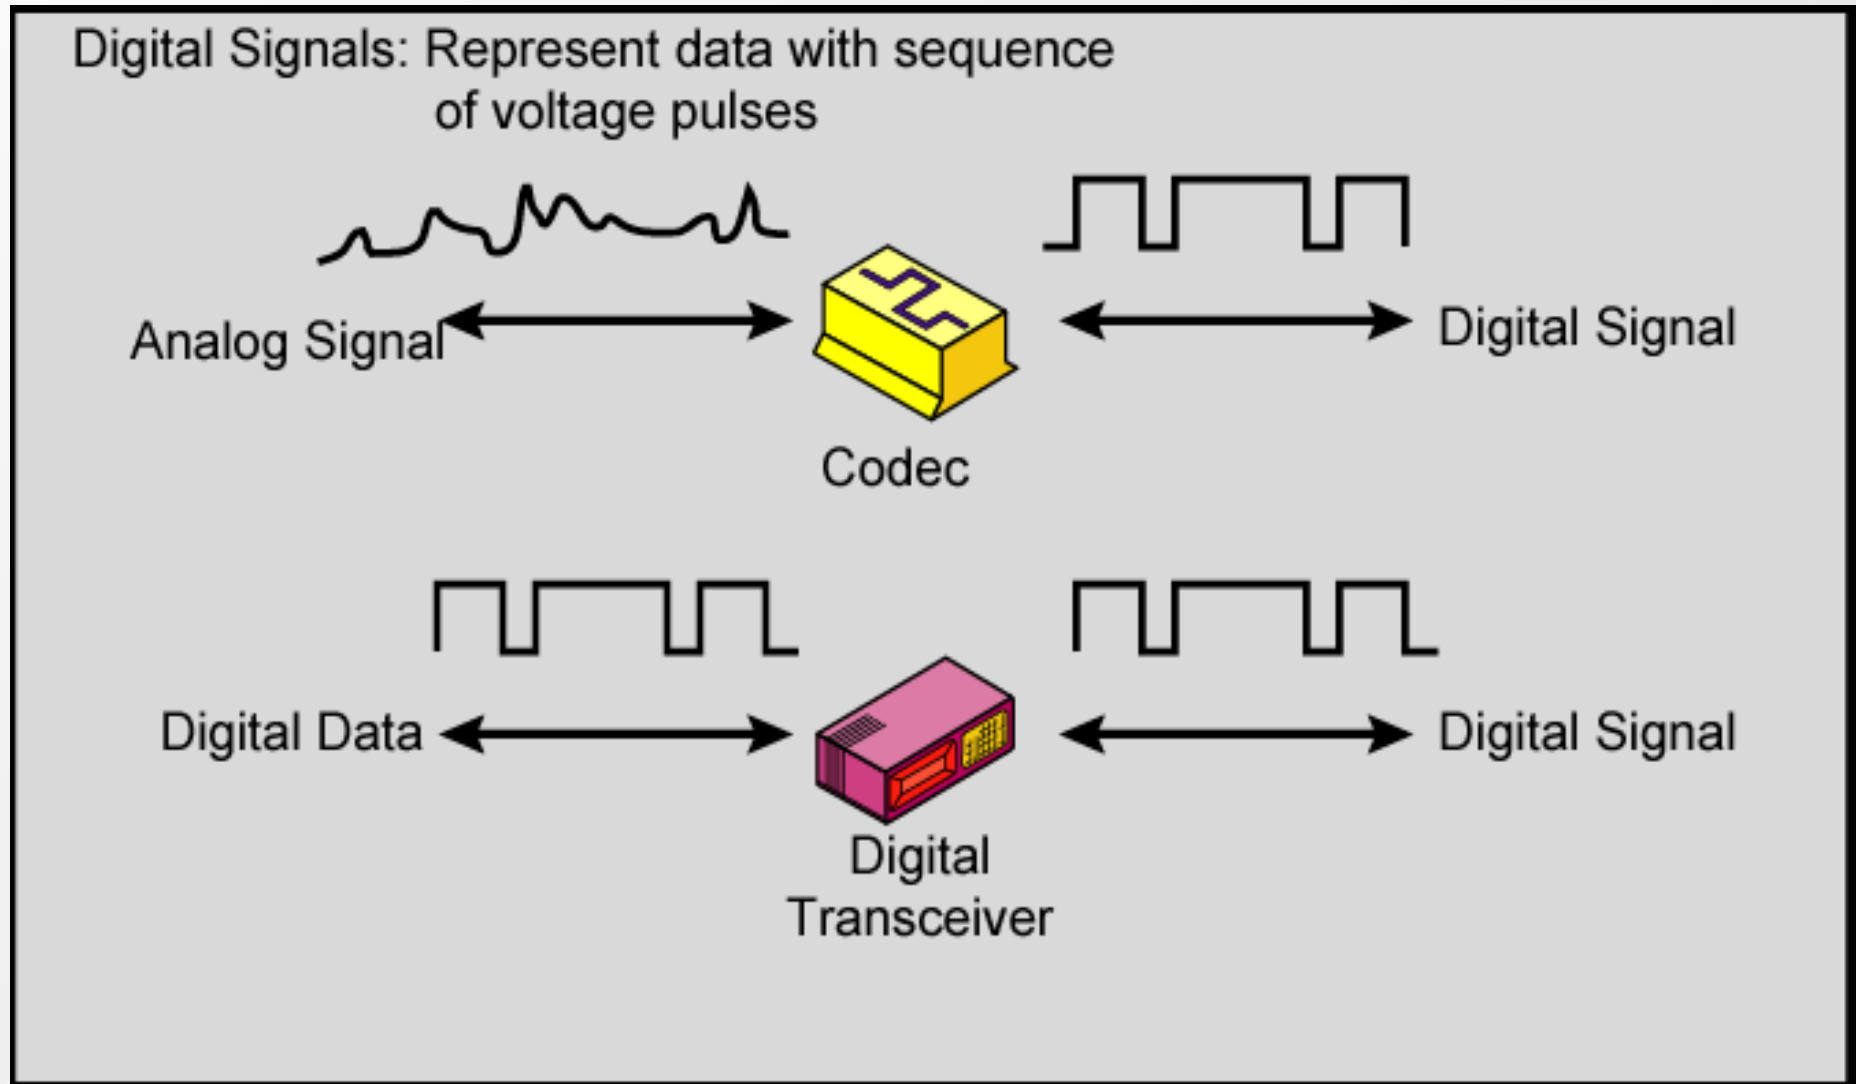 Digital Signals: Represent data with sequence
of voltage pulses
Analog Signal
Digital Signal
Codec
Digital Data
Digital Signal
Digital
Transceiver